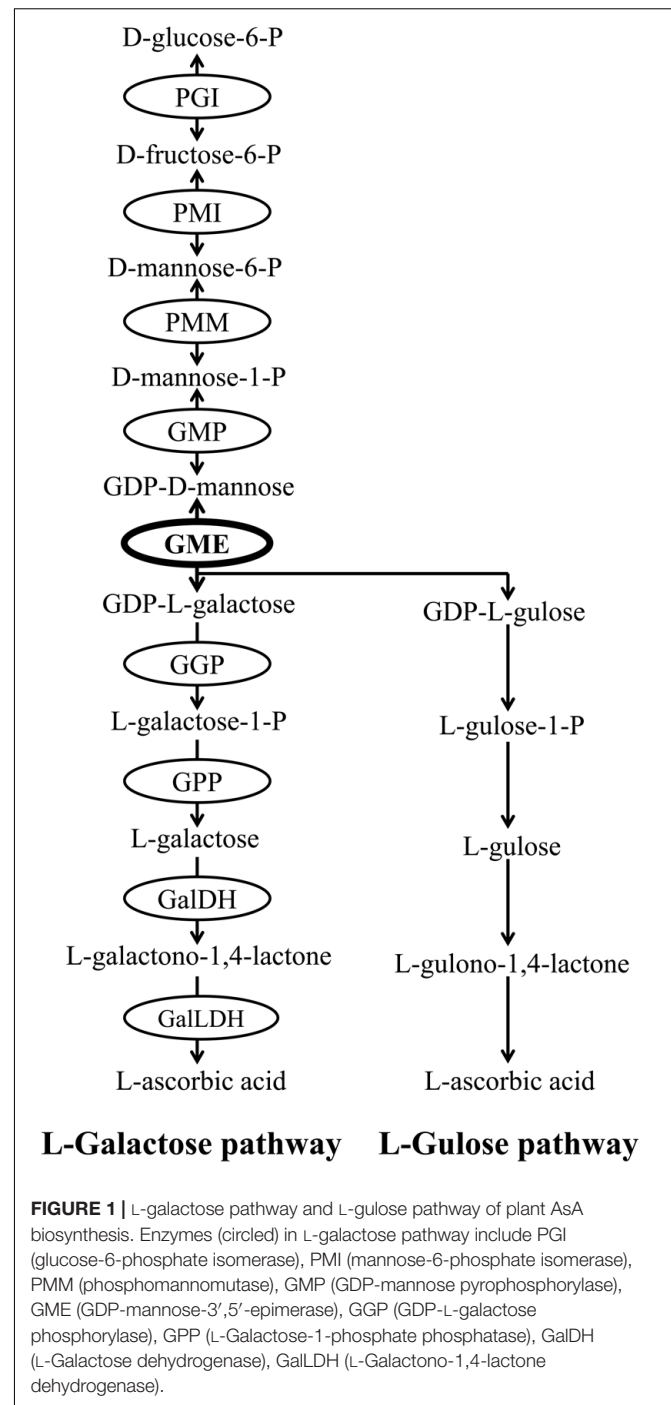 D-glucose-6-P
PGI
D-fructose-6-P
PMI
D-mannose-6-P
PMM
D-mannose-1-P
GMP
GDP-D-mannose
GME
GDP-L-galactose
GGP
L-galactose-1-P
GPP
L-galactose
GalDH
L-galactono-1,4-lactone
GalLDH
L-ascorbic acid
L-Galactose pathway
GDP-L-gulose
L-gulose-1-P
L-gulose
L-gulono-1,4-lactone
L-ascorbic acid
L-Gulose pathway
FIGURE 1 | L-galactose pathway and L-gulose pathway of plant AsA
biosynthesis. Enzymes (circled) in L-galactose pathway include PGI
(glucose-6-phosphate isomerase), PMI (mannose-6-phosphate isomerase),
PMM (phosphomannomutase), GMP (GDP-mannose pyrophosphorylase),
GME (GDP-mannose-3′,5′-epimerase), GGP (GDP-L-galactose
phosphorylase), GPP (L-Galactose-1-phosphate phosphatase), GalDH
(L-Galactose dehydrogenase), GalLDH (L-Galactono-1,4-lactone
dehydrogenase).